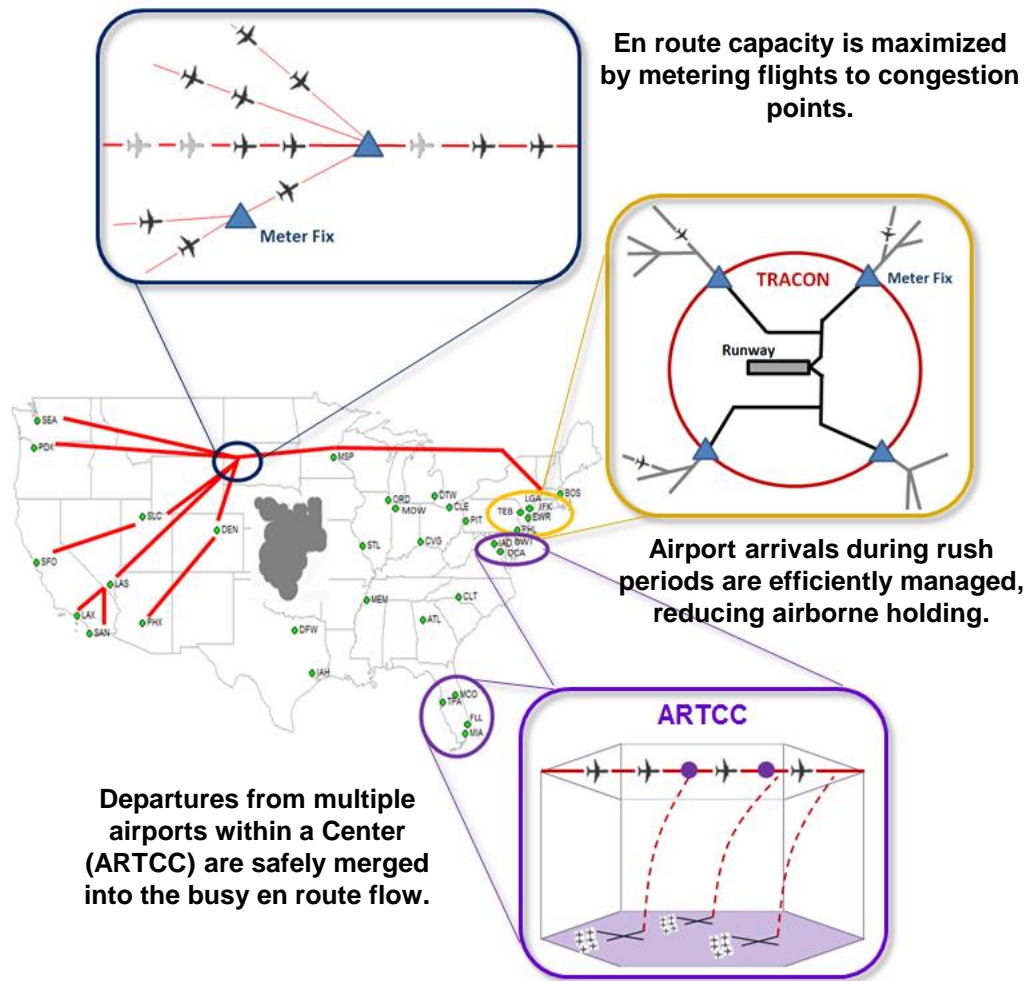 En route capacity is maximized
by metering flights to congestion
points.
Meter Fix
TRACON
Meter Fix
Runway
SEA
PDX
MSP
BOS
ORD
MDW
DTW
CLE
LGA
JFK
TEB
EWR
PIT
PHL
SLC
DEN
IAD
BWI
DCA
SFO
STL
CVG
LAS
MEM
CLT
LAX
SAN
PHX
ATL
DFW
IAH
MCO
TPA
FLL
MIA
Airport arrivals during rush
periods are efficiently managed,
reducing airborne holding.
ARTCC
Departures from multiple
airports within a Center
(ARTCC) are safely merged
into the busy en route flow.